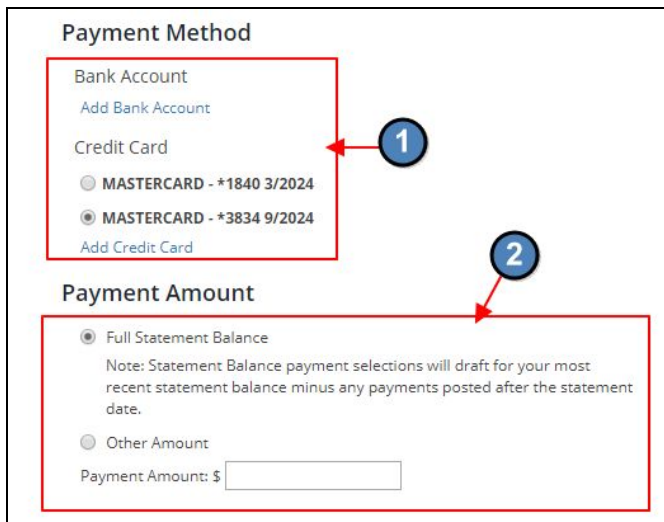 Payment Method
Bank Account
Add Bank Account
Credit Card
1
MASTERCARD - *1840 3/2024
MASTERCARD - *3834 9/2024
Add Credit Card
2
Payment Amount
Full Statement Balance
Note: Statement Balance payment selections will draft for your most
recent statement balance minus any payments posted after the statement
date.
Other Amount
Payment Amount: $